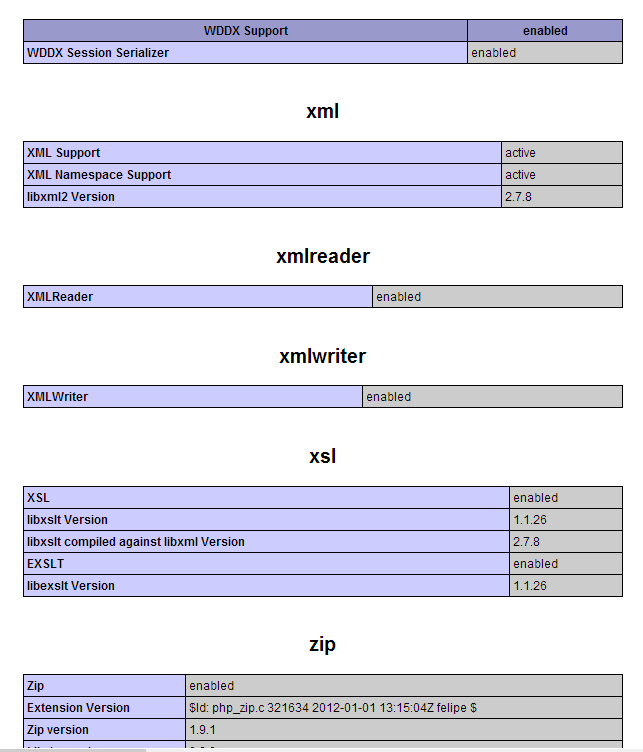 WDDX Support enabled
WDDX Session Serializer enabled
xml
XML Support active
XML Namespace Support active
libxml2 Version 2.7.8
xmlreader
XMLReader enabled
xmlwriter
XMLWriter enabled
xsl
XSL enabled
libxslt Version 1.1.26
libxslt compiled against libxml Version 2.7.8
EXSLT enabled
libexslt Version 1.1.26
zip
Zip enabled
Extension Version $Id: php_zip.c 321634 2012-01-01 13:15:04Z felipe $
Zip version 1.9.1